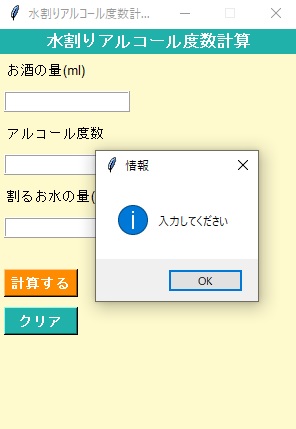 水割りアルコール度数計...
水割りアルコール度数計算
お酒の量(ml)
アルコール度数
割るお水の量(
情報
入力してください
OK
計算する
クリア